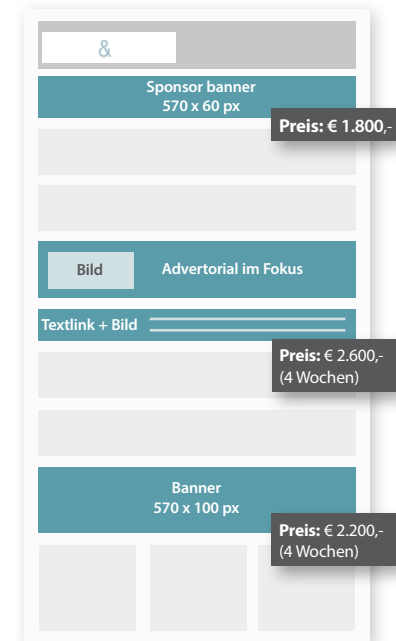 &
Sponsor banner
570 x 60 px
Preis: € 1.800,-
Bild
Advertorial im Fokus
Textlink + Bild
Preis: € 2.600,-
(4 Wochen)
Banner
570 x 100 px
Preis: € 2.200,-
(4 Wochen)